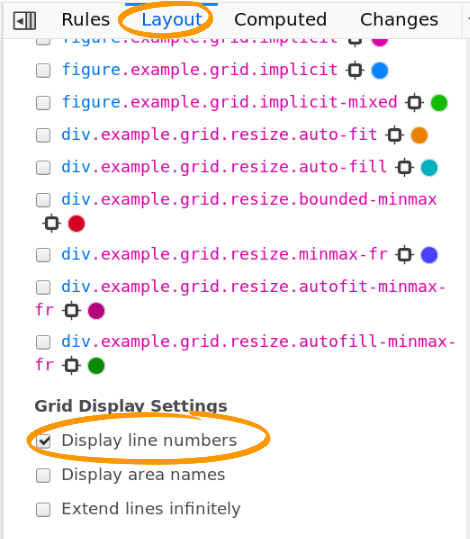 Rules Layout Computed Changes
figure.example.grid.implicit
figure.example.grid.implicit
figure.example.grid.implicit-mixed
div.example.grid.resize.auto-fit
div.example.grid.resize.auto-fill
div.example.grid.resize.bounded-minmax
div.example.grid.resize.minmax-fr
div.example.grid.resize.autofit-minmax-
fr
div.example.grid.resize.autofill-minmax-
fr
Grid Display Settings
Display line numbers
Display area names
Extend lines infinitely